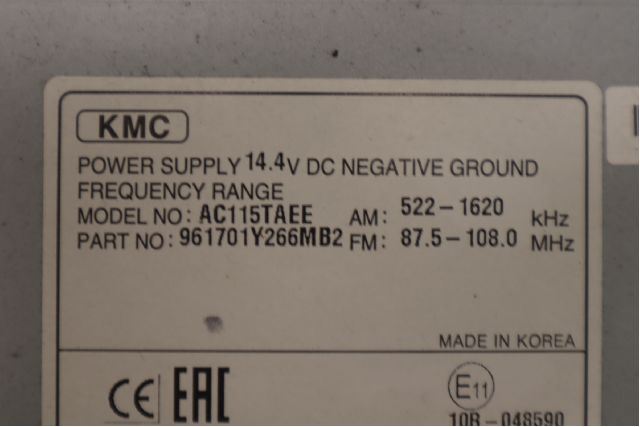 KMC
POWER SUPPLY 14.4V DC NEGATIVE GROUND
FREQUENCY RANGE
MODEL NO: AC115TAEE AM: 522-1620 kHz
PART NO: 961701Y266MB2 FM: 87.5-108.0 MHz
MADE IN KOREA
CE EAC E11
10R-048590